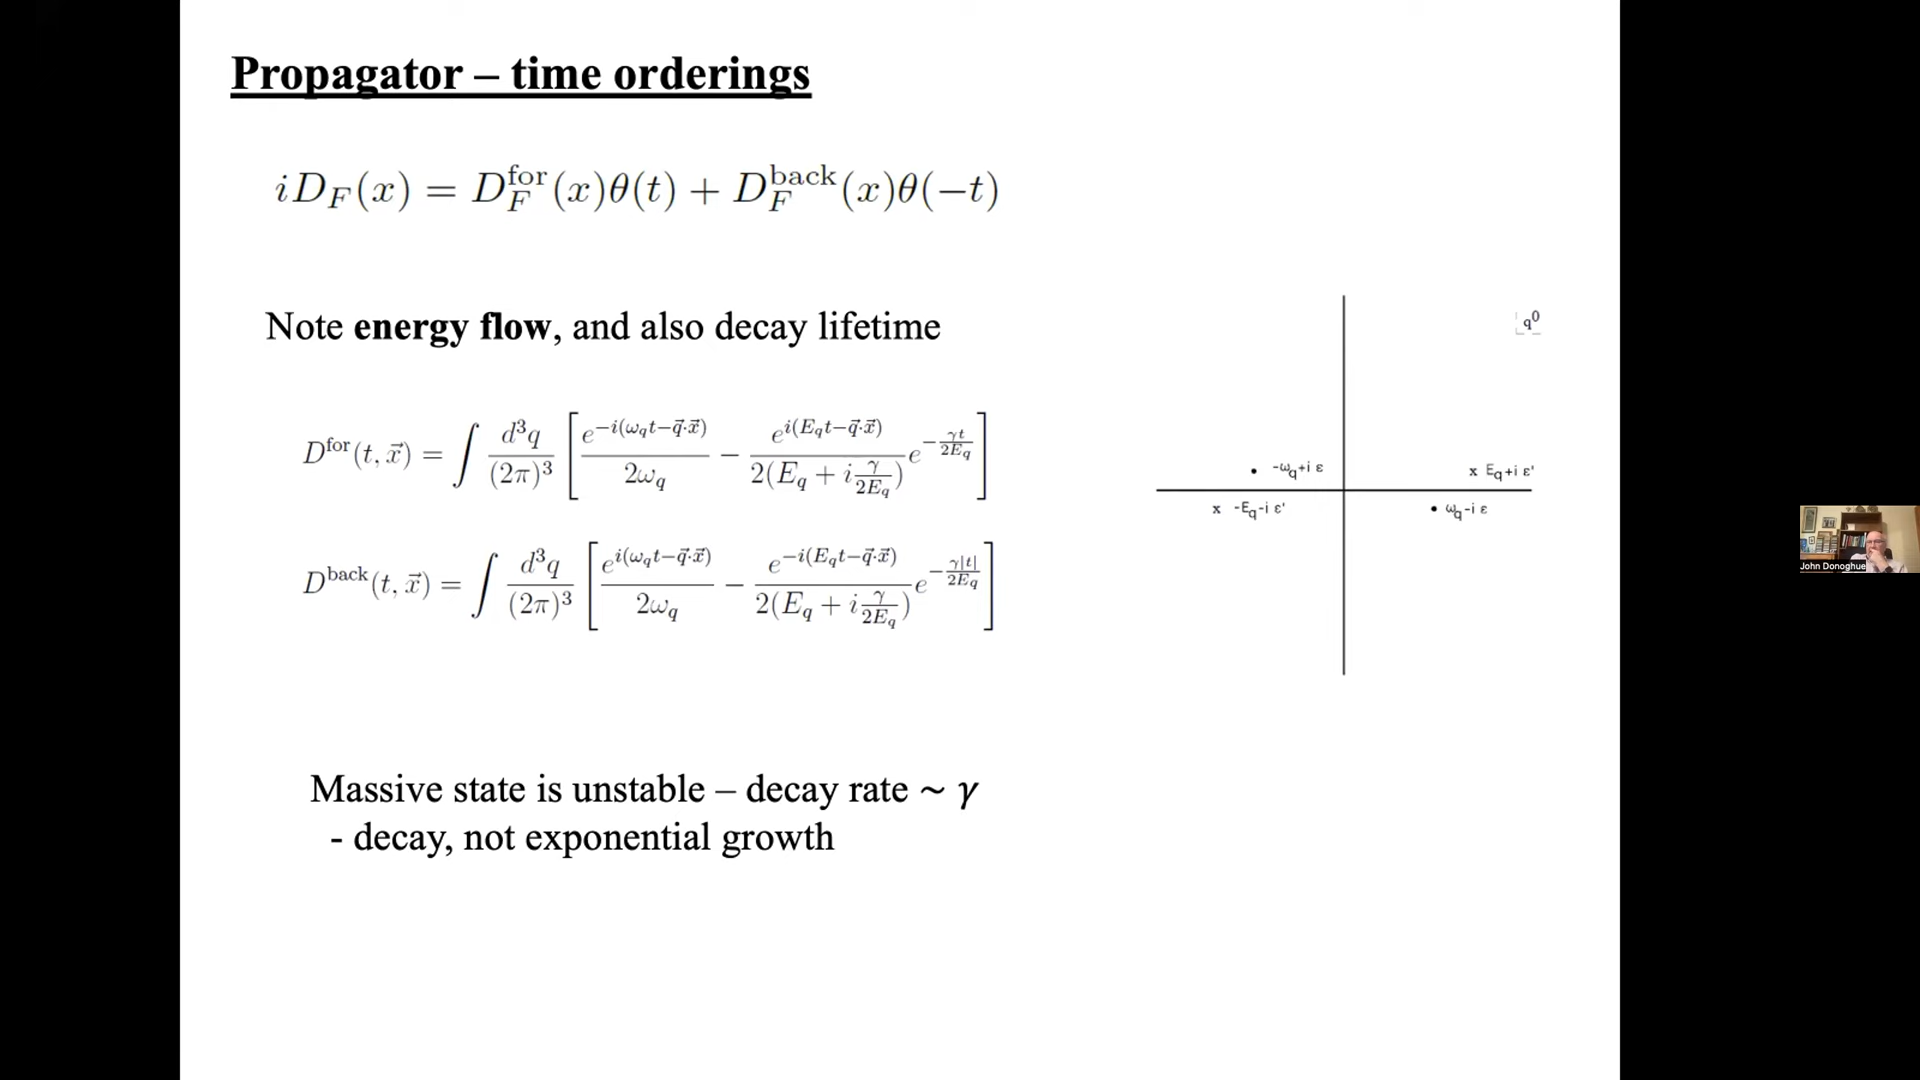 Propagator – time orderings
iD_F(x) = D_F^for(x)θ(t) + D_F^back(x)θ(−t)
Note energy flow, and also decay lifetime
q⁰
D^for(t, x⃗) = ∫ d³q/(2π)³ [ e^{−i(ω_q t−q⃗·x⃗)}/2ω_q − e^{i(E_q t−q⃗·x⃗)}/2(E_q + i γ/2E_q) e^{−γt/2E_q} ]
-ω_q+i ε
x E_q+i ε'
x -E_q-i ε'
ω_q-i ε
D^back(t, x⃗) = ∫ d³q/(2π)³ [ e^{i(ω_q t−q⃗·x⃗)}/2ω_q − e^{−i(E_q t−q⃗·x⃗)}/2(E_q + i γ/2E_q) e^{−γ|t|/2E_q} ]
John Donoghue
Massive state is unstable – decay rate ~ γ
- decay, not exponential growth